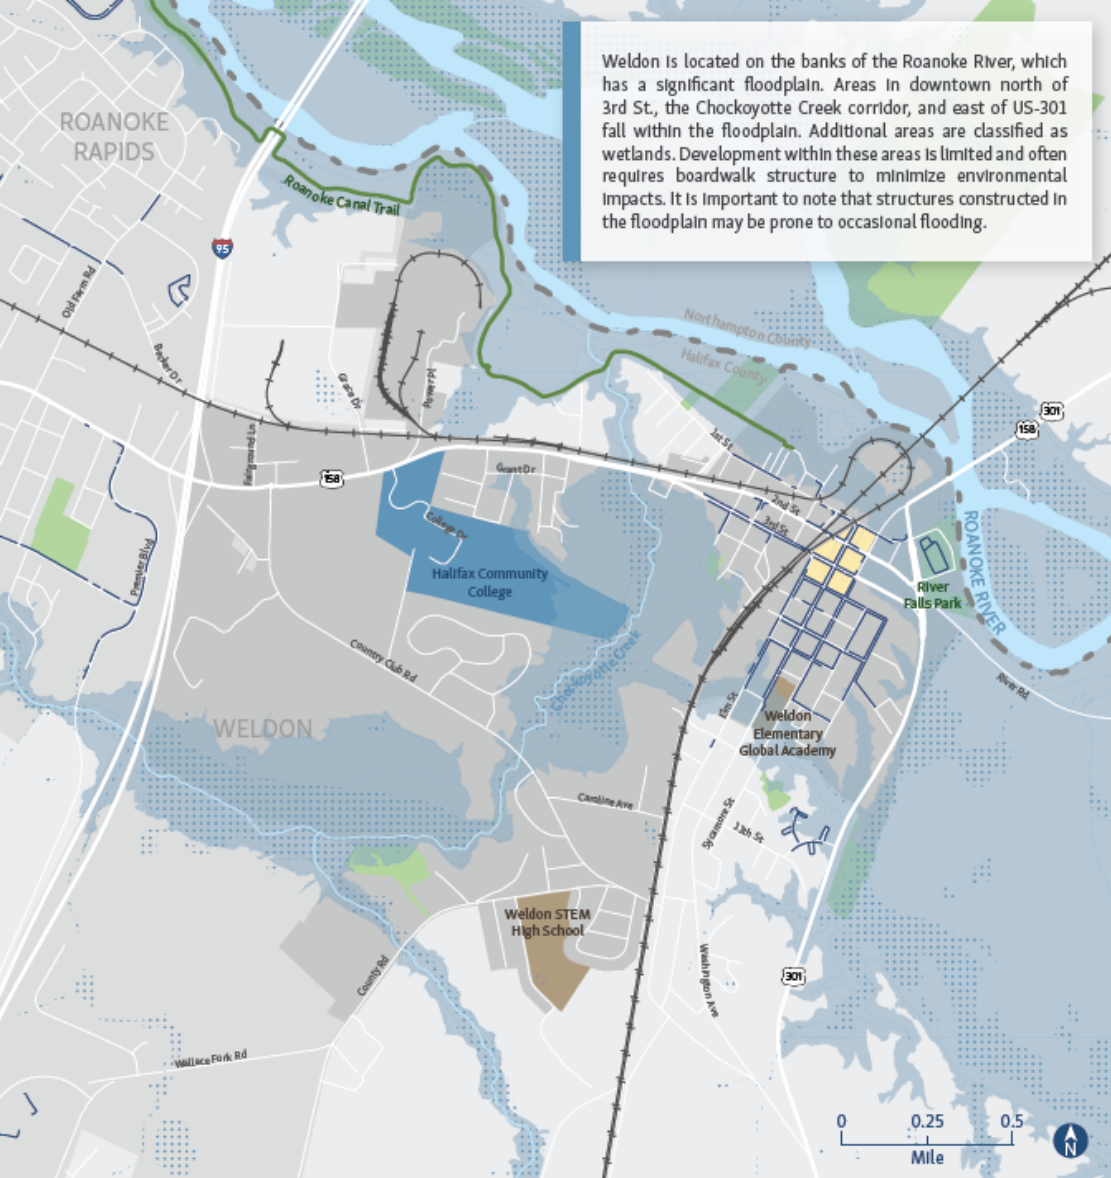 Weldon is located on the banks of the Roanoke River, which
has a significant floodplain. Areas in downtown north of
3rd St., the Chockoyotte Creek corridor, and east of US-301
fall within the floodplain. Additional areas are classified as
wetlands. Development within these areas is limited and often
requires boardwalk structure to minimize environmental
impacts. It is important to note that structures constructed in
the floodplain may be prone to occasional flooding.
ROANOKE
RAPIDS
Roanoke Canal Trail
95
Old Farm Rd
Becker Dr
Grace Dr
Power Pl
Northampton County
Halifax County
301
158
1st St
Fairground Ln
158
Grant Dr
2nd St
3rd St
College Dr
Premier Blvd
Halifax Community
College
ROANOKE RIVER
River
Falls Park
Country Club Rd
Chockoyotte Creek
River Rd
Elm St
WELDON
Weldon
Elementary
Global Academy
Caroline Ave
Sycamore St
13th St
Weldon STEM
High School
County Rd
Washington Ave
301
Wallace Fork Rd
0 0.25 0.5
Mile
N